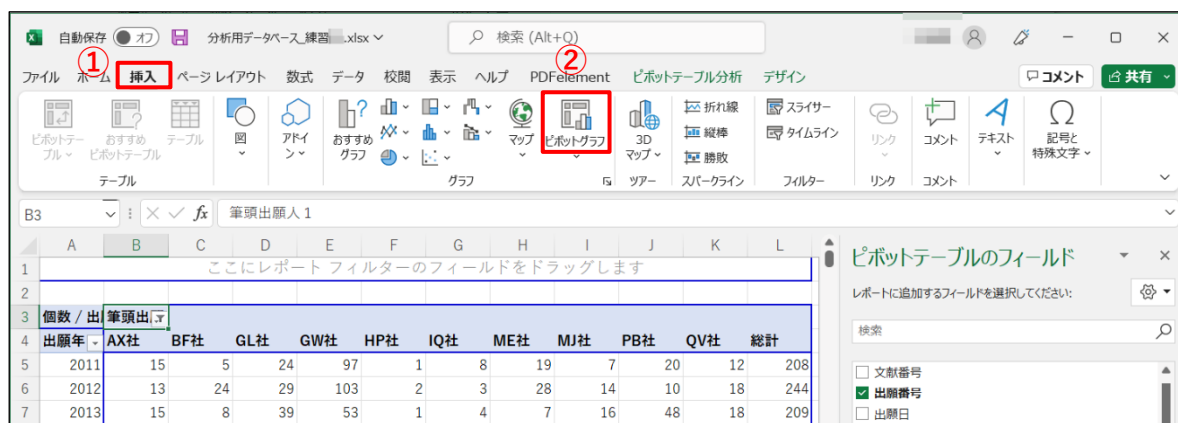 自動保存 オフ 分析用データベース_練習 .xlsx 検索 (Alt+Q)
① ②
ファイル ホーム 挿入 ページ レイアウト 数式 データ 校閲 表示 ヘルプ PDFelement ピボットテーブル分析 デザイン コメント 共有
ピボットテーブル おすすめピボットテーブル テーブル 図 アドイン おすすめグラフ マップ ピボットグラフ 3Dマップ 折れ線 縦棒 勝敗 スライサー タイムライン リンク コメント テキスト 記号と特殊文字
テーブル グラフ ツアー スパークライン フィルター リンク コメント
B3 fx 筆頭出願人1
A B C D E F G H I J K L
1 ここにレポート フィルターのフィールドをドラッグします
2
3 個数 / 出 筆頭出
4 出願年 AX社 BF社 GL社 GW社 HP社 IQ社 ME社 MJ社 PB社 QV社 総計
5 2011 15 5 24 97 1 8 19 7 20 12 208
6 2012 13 24 29 103 2 3 28 14 10 18 244
7 2013 15 8 39 53 1 4 7 16 48 18 209
ピボットテーブルのフィールド
レポートに追加するフィールドを選択してください:
検索
文献番号
出願番号
出願日